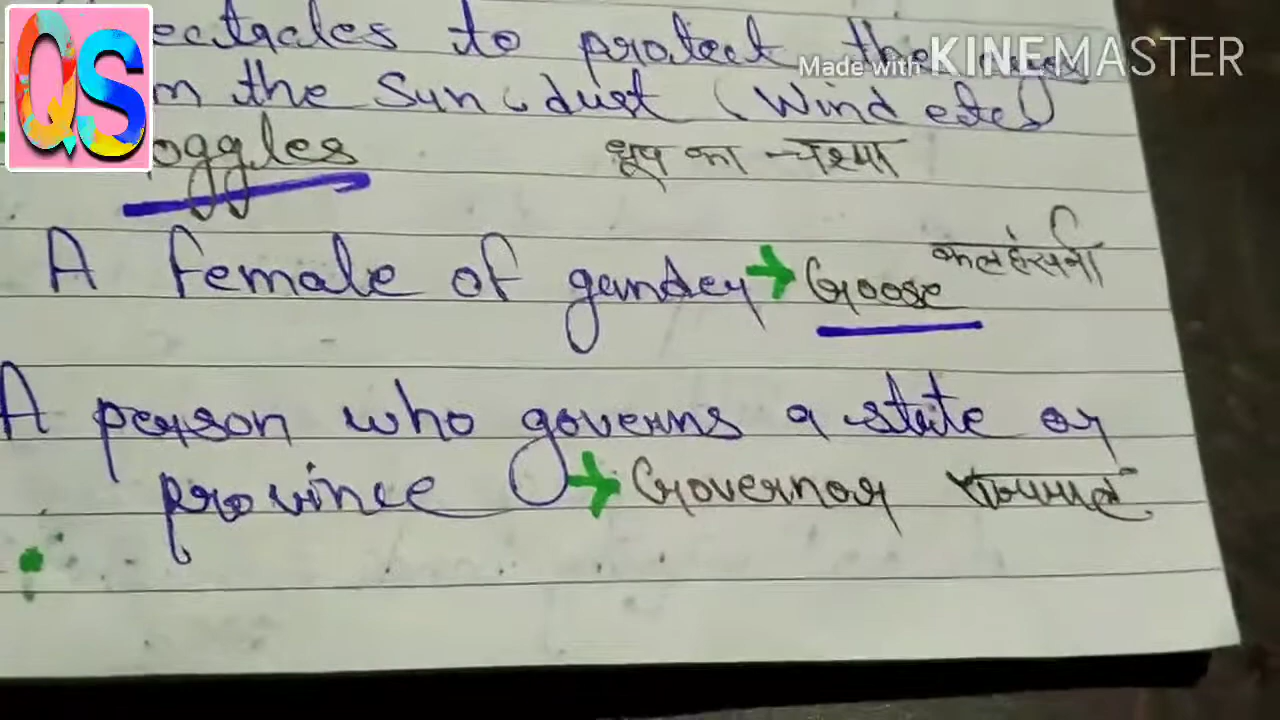 QS
ectacles to protect the eyes
Made with KINEMASTER
m the Sun, dust, Wind etc)
oggles धूप का चश्मा
A female of gander → Goose कलहंसनी
A person who governs a state or
province → Governor राज्यपाल